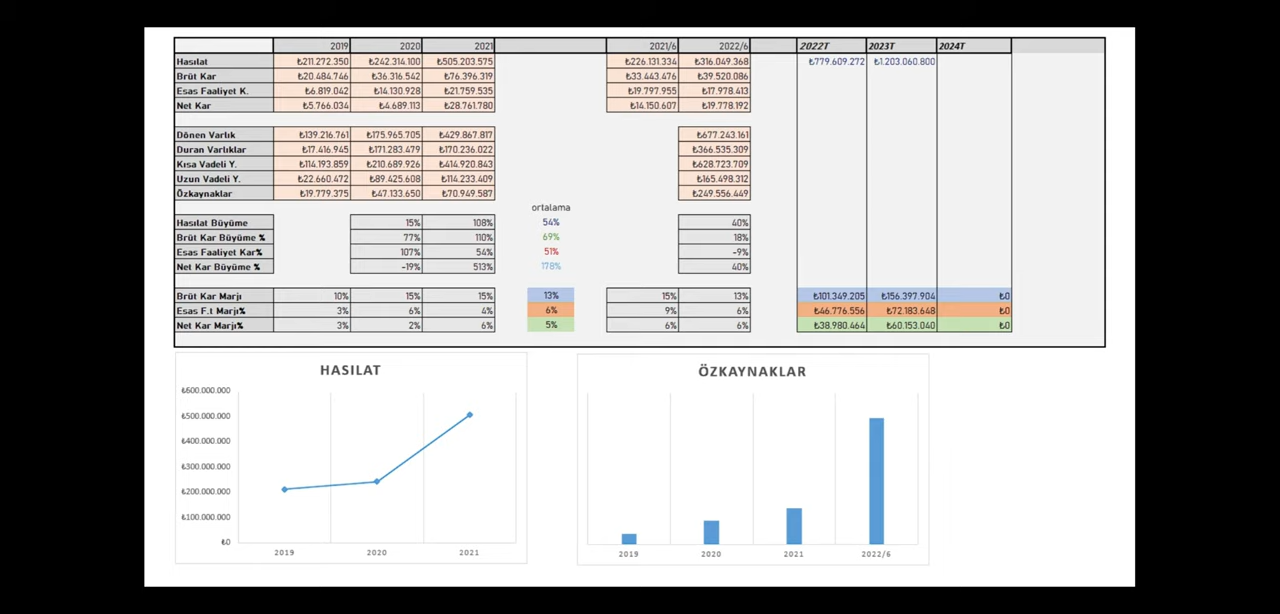 2019 2020 2021 2021/6 2022/6 2022T 2023T 2024T
Hasılat ₺211.272.350 ₺242.314.100 ₺505.203.575 ₺226.131.334 ₺316.049.368 ₺779.609.272 ₺1.203.060.800
Brüt Kar ₺20.484.746 ₺36.316.542 ₺76.396.319 ₺33.443.476 ₺39.520.086
Esas Faaliyet K. ₺6.819.042 ₺14.130.928 ₺21.759.535 ₺19.797.955 ₺17.978.413
Net Kar ₺5.766.034 ₺4.689.113 ₺28.761.780 ₺14.150.607 ₺19.778.192
Dönen Varlık ₺139.216.761 ₺175.965.705 ₺429.867.817 ₺677.243.161
Duran Varlıklar ₺17.416.945 ₺171.283.479 ₺170.236.022 ₺366.535.309
Kısa Vadeli Y. ₺114.193.859 ₺210.689.926 ₺414.920.843 ₺628.723.709
Uzun Vadeli Y. ₺22.660.472 ₺89.425.608 ₺114.233.409 ₺165.498.312
Özkaynaklar ₺19.779.375 ₺47.133.650 ₺70.949.587 ₺249.556.449
ortalama
Hasılat Büyüme 15% 108% 54% 40%
Brüt Kar Büyüme % 77% 110% 69% 18%
Esas Faaliyet Kar% 107% 54% 51% -9%
Net Kar Büyüme % -19% 513% 178% 40%
Brüt Kar Marjı 10% 15% 15% 13% 15% 13% ₺101.349.205 ₺156.397.904 ₺0
Esas F.t Marjı% 3% 6% 4% 6% 9% 6% ₺46.776.556 ₺72.183.648 ₺0
Net Kar Marjı% 3% 2% 6% 5% 6% 6% ₺38.980.464 ₺60.153.040 ₺0
HASILAT
₺600.000.000
₺500.000.000
₺400.000.000
₺300.000.000
₺200.000.000
₺100.000.000
₺0
2019 2020 2021
ÖZKAYNAKLAR
2019 2020 2021 2022/6